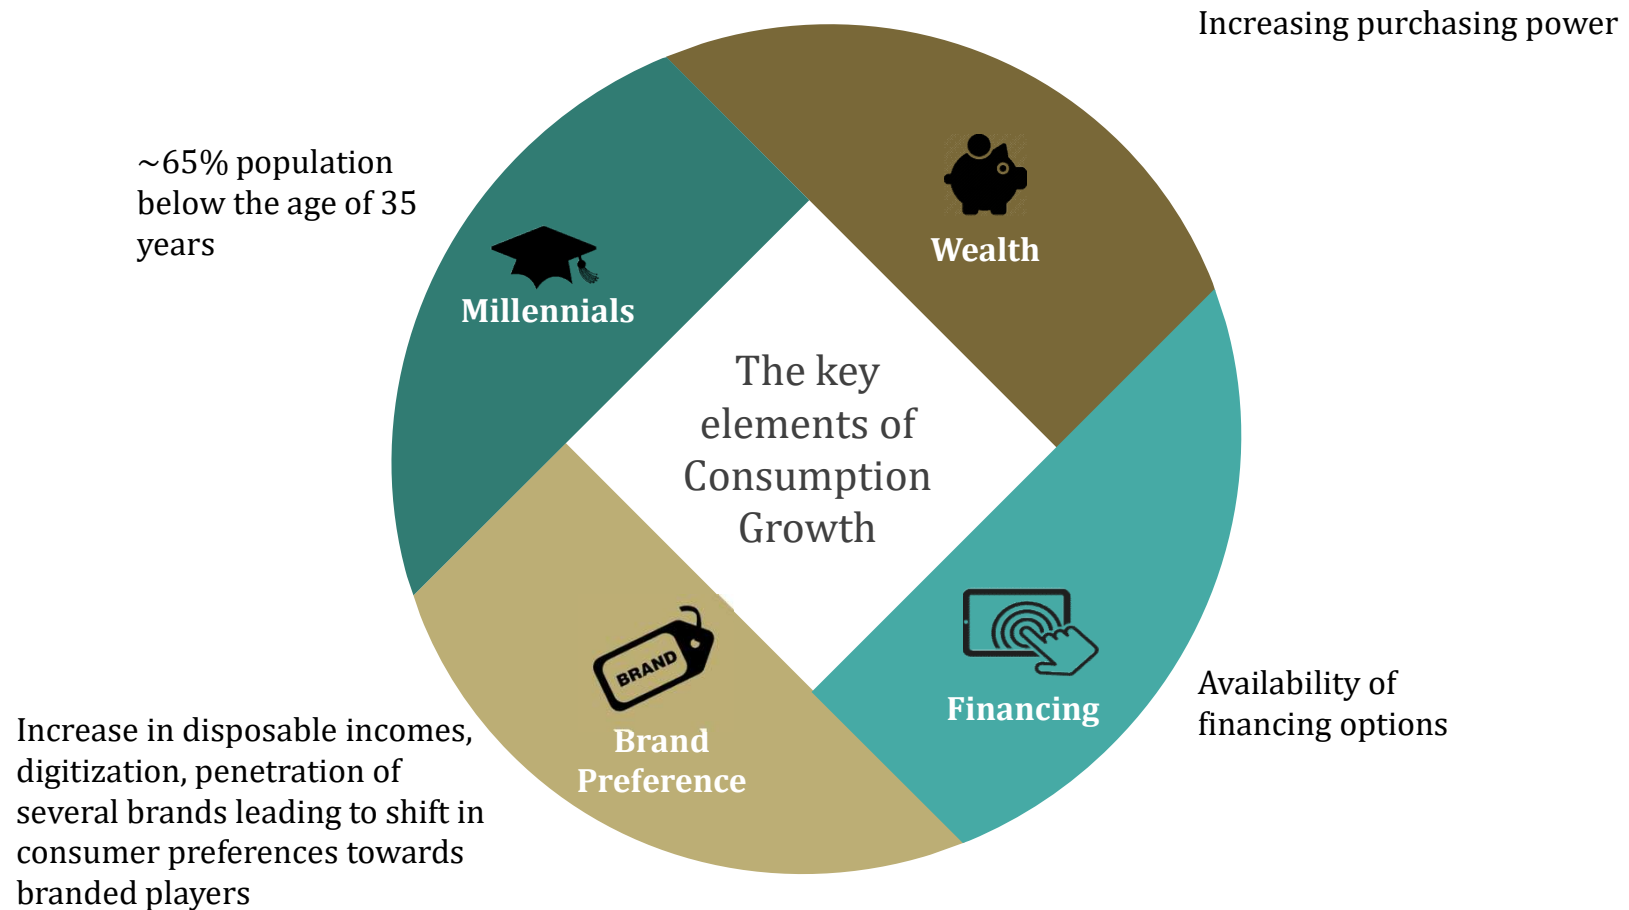 Increasing purchasing power
~65% population
below the age of 35
years
Wealth
Millennials
The key
elements of
Consumption
Growth
BRAND
Brand
Preference
Financing
Availability of
financing options
Increase in disposable incomes,
digitization, penetration of
several brands leading to shift in
consumer preferences towards
branded players